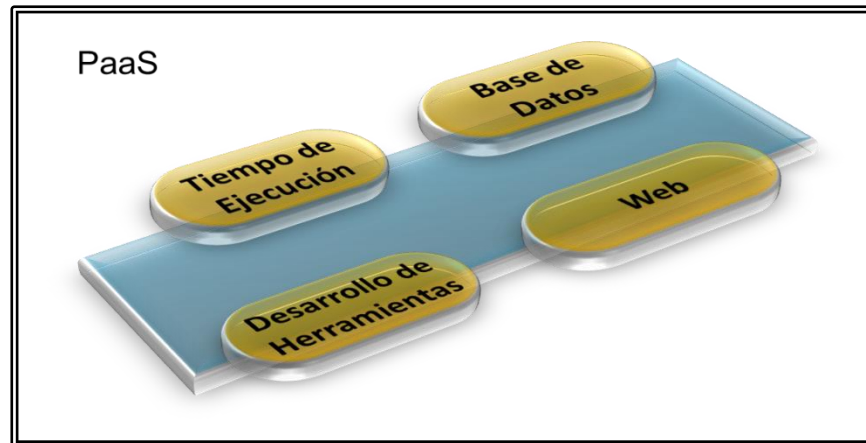 PaaS
Base de
Datos
Tiempo de
Ejecución
Web
Desarrollo de
Herramientas